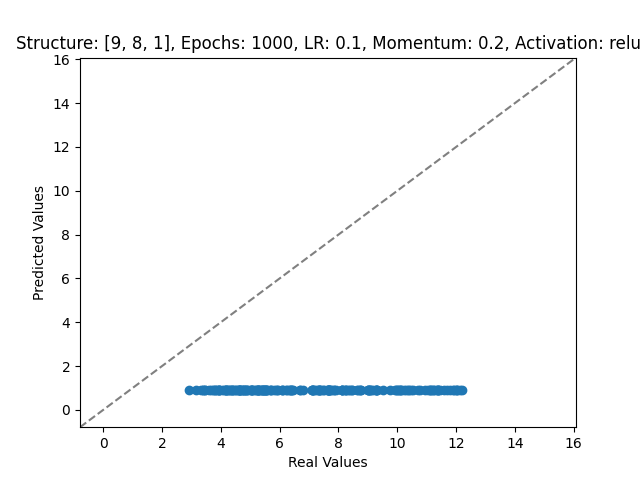 Structure: [9, 8, 1], Epochs: 1000, LR: 0.1, Momentum: 0.2, Activation: relu
16
14
12
10
8
6
4
2
0
Predicted Values
0 2 4 6 8 10 12 14 16
Real Values